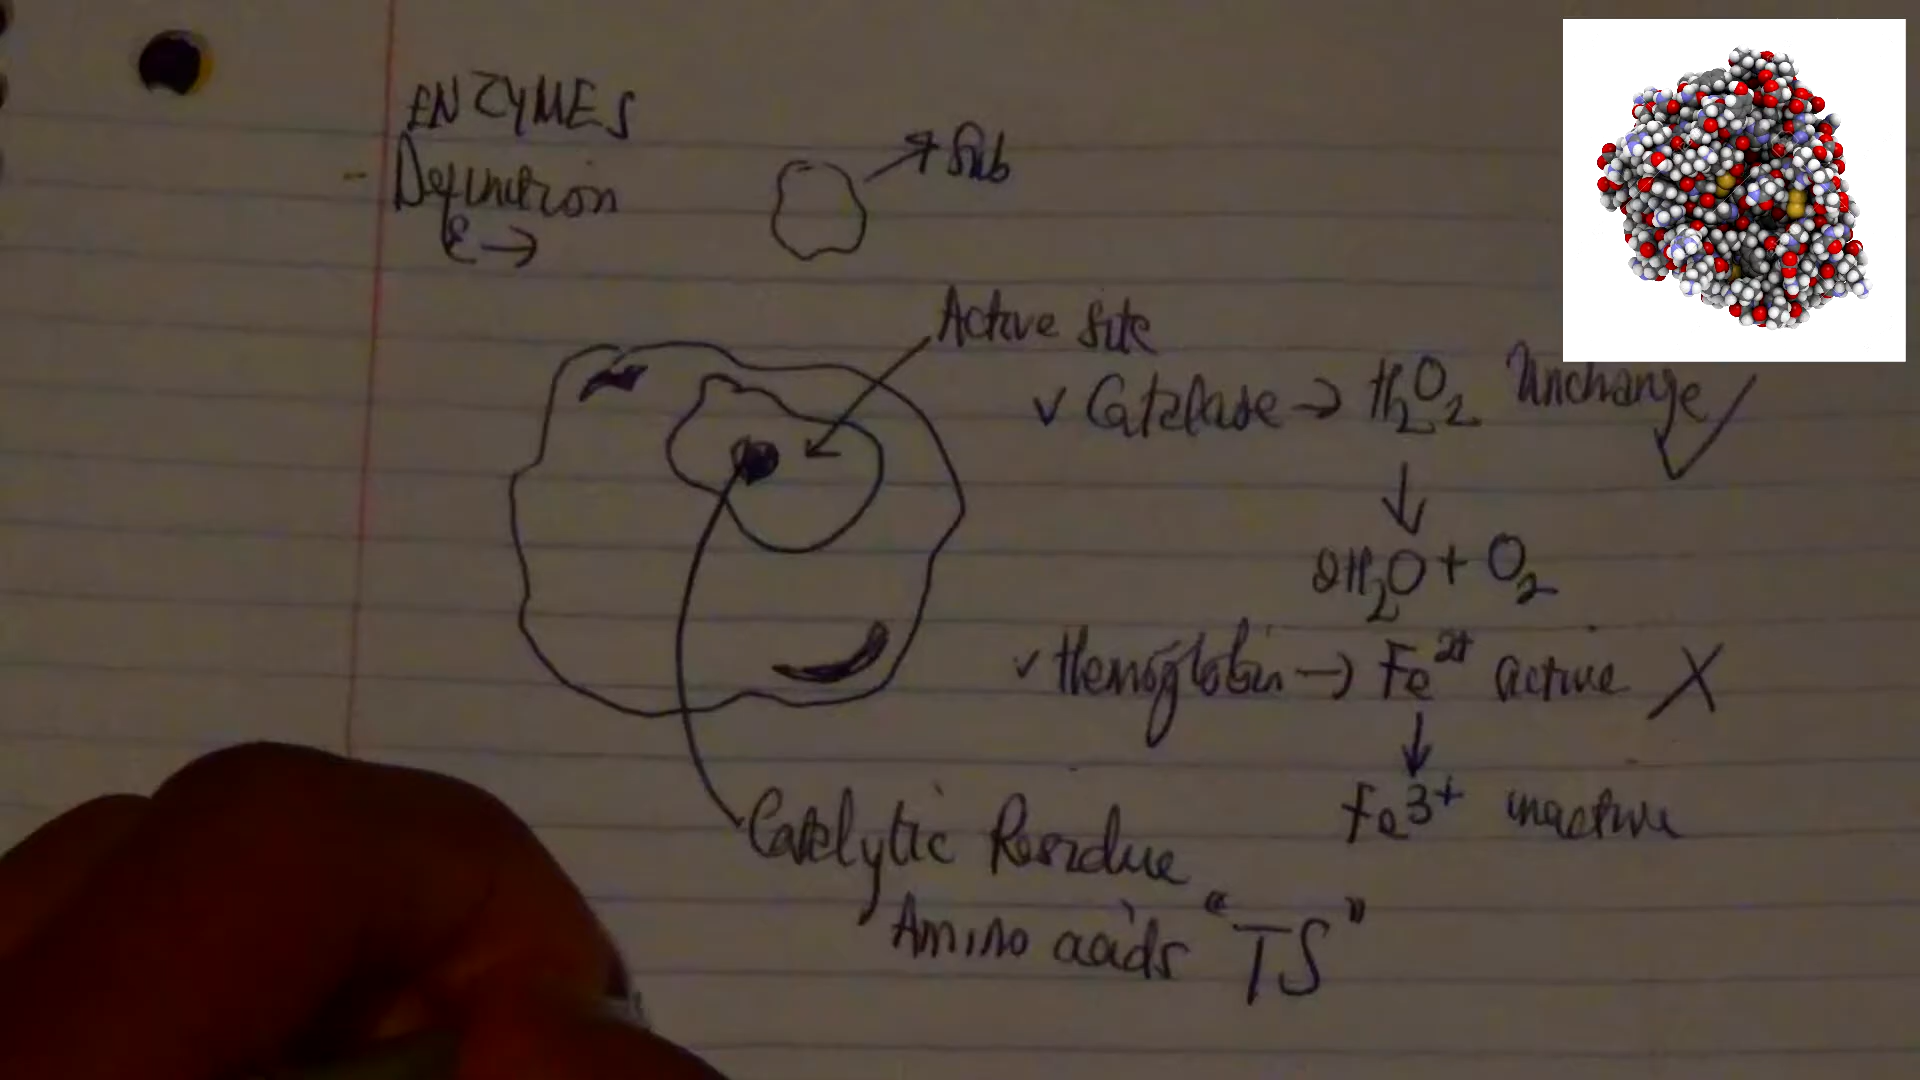 ENZYMES
- Definition
E →
Sub
Active Site
✓ Catalase → H₂O₂ Unchange ✓
↓
2H₂O + O₂
✓ Hemoglobin → Fe²⁺ active X
↓
Fe3⁺ inactive
Catalytic Residue
Amino acids "TS"